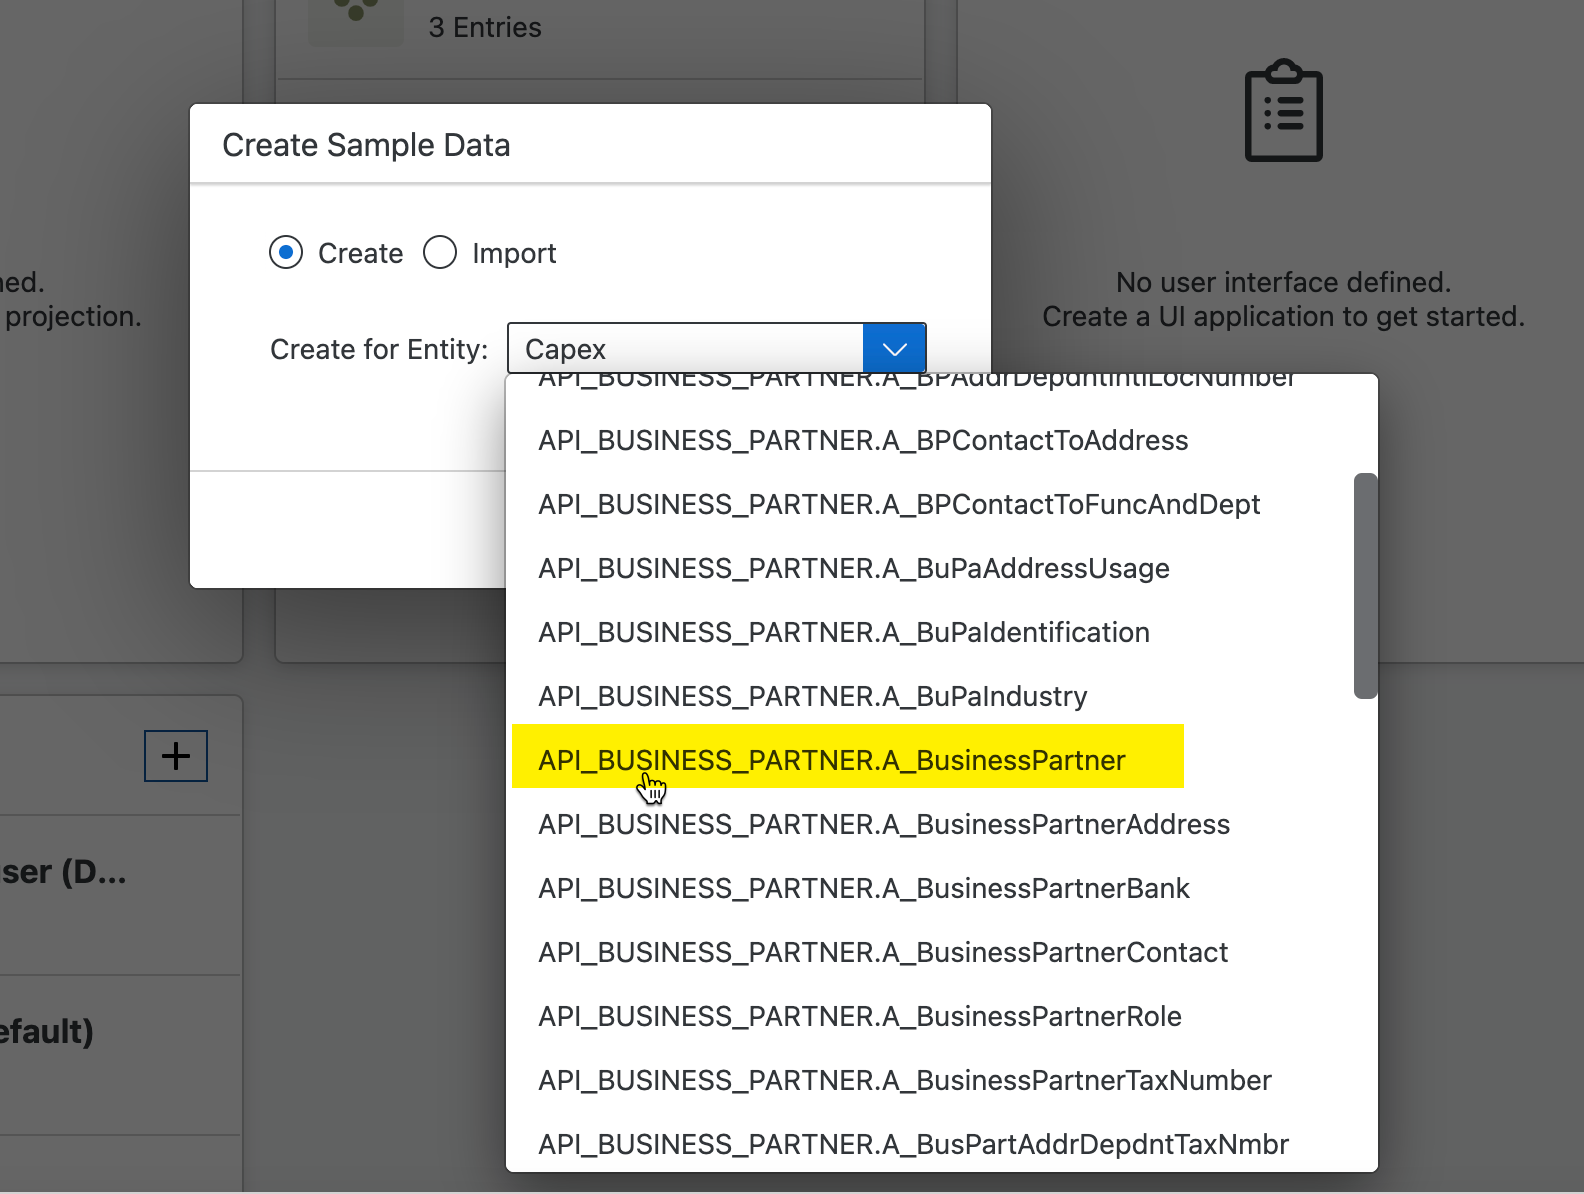 3 Entries
Create Sample Data
Create
Import
ned.
projection.
No user interface defined.
Create a UI application to get started.
Create for Entity:
Capex
API_BUSINESS_PARTNER.A_BPAddrDepdntIntlLocNumber
API_BUSINESS_PARTNER.A_BPContactToAddress
API_BUSINESS_PARTNER.A_BPContactToFuncAndDept
API_BUSINESS_PARTNER.A_BuPaAddressUsage
API_BUSINESS_PARTNER.A_BuPaIdentification
API_BUSINESS_PARTNER.A_BuPaIndustry
API_BUSINESS_PARTNER.A_BusinessPartner
API_BUSINESS_PARTNER.A_BusinessPartnerAddress
API_BUSINESS_PARTNER.A_BusinessPartnerBank
API_BUSINESS_PARTNER.A_BusinessPartnerContact
API_BUSINESS_PARTNER.A_BusinessPartnerRole
API_BUSINESS_PARTNER.A_BusinessPartnerTaxNumber
API_BUSINESS_PARTNER.A_BusPartAddrDepdntTaxNmbr
ser (D...
efault)